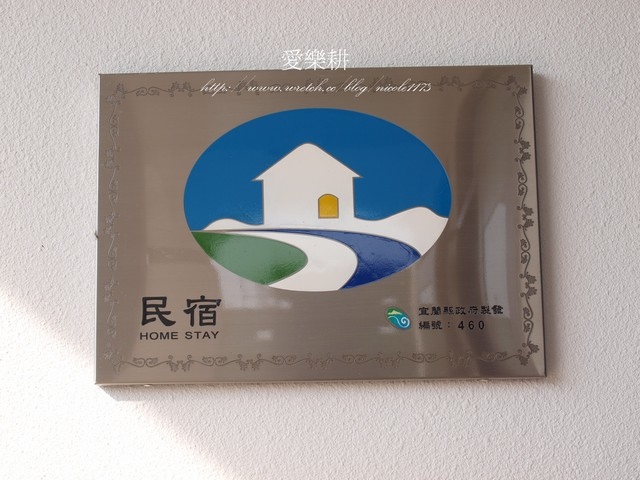 愛樂耕
http://www.wretch.cc/blog/nicole1173
民宿
HOME STAY
宜蘭縣政府製發
編號：460